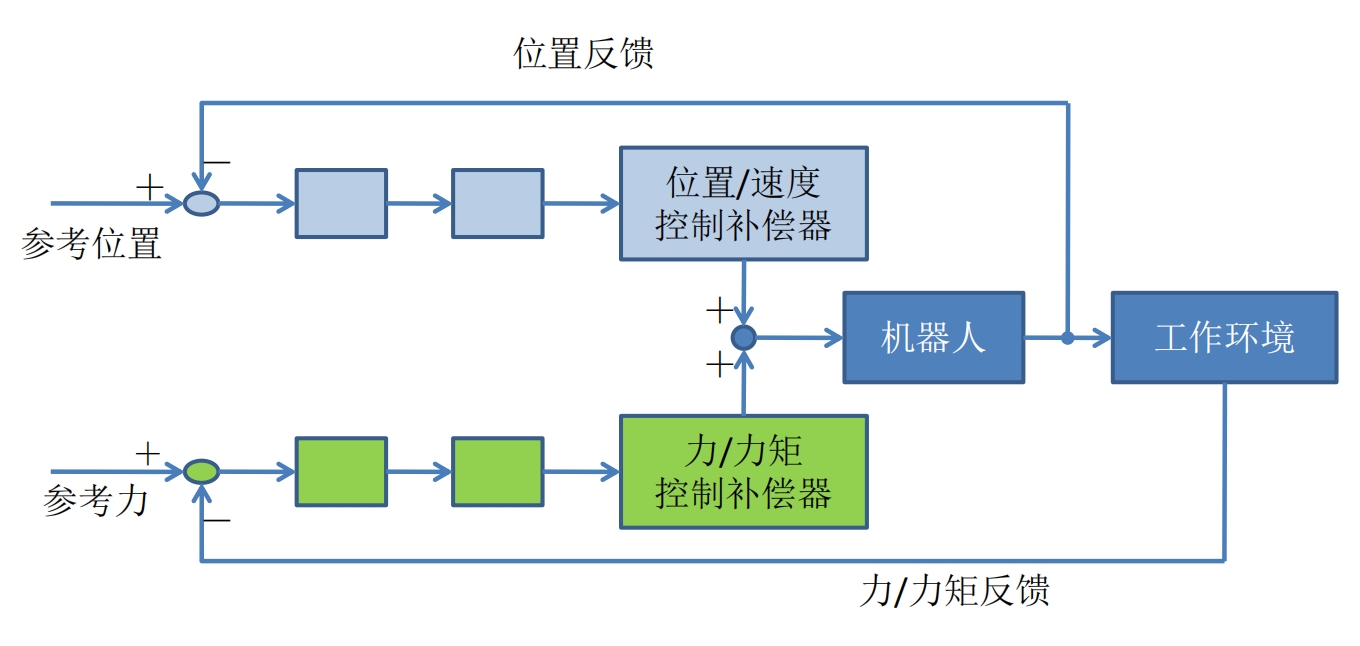 位置反馈
+
—
参考位置
位置/速度
控制补偿器
+
+
机器人
工作环境
+
—
参考力
力/力矩
控制补偿器
力/力矩反馈